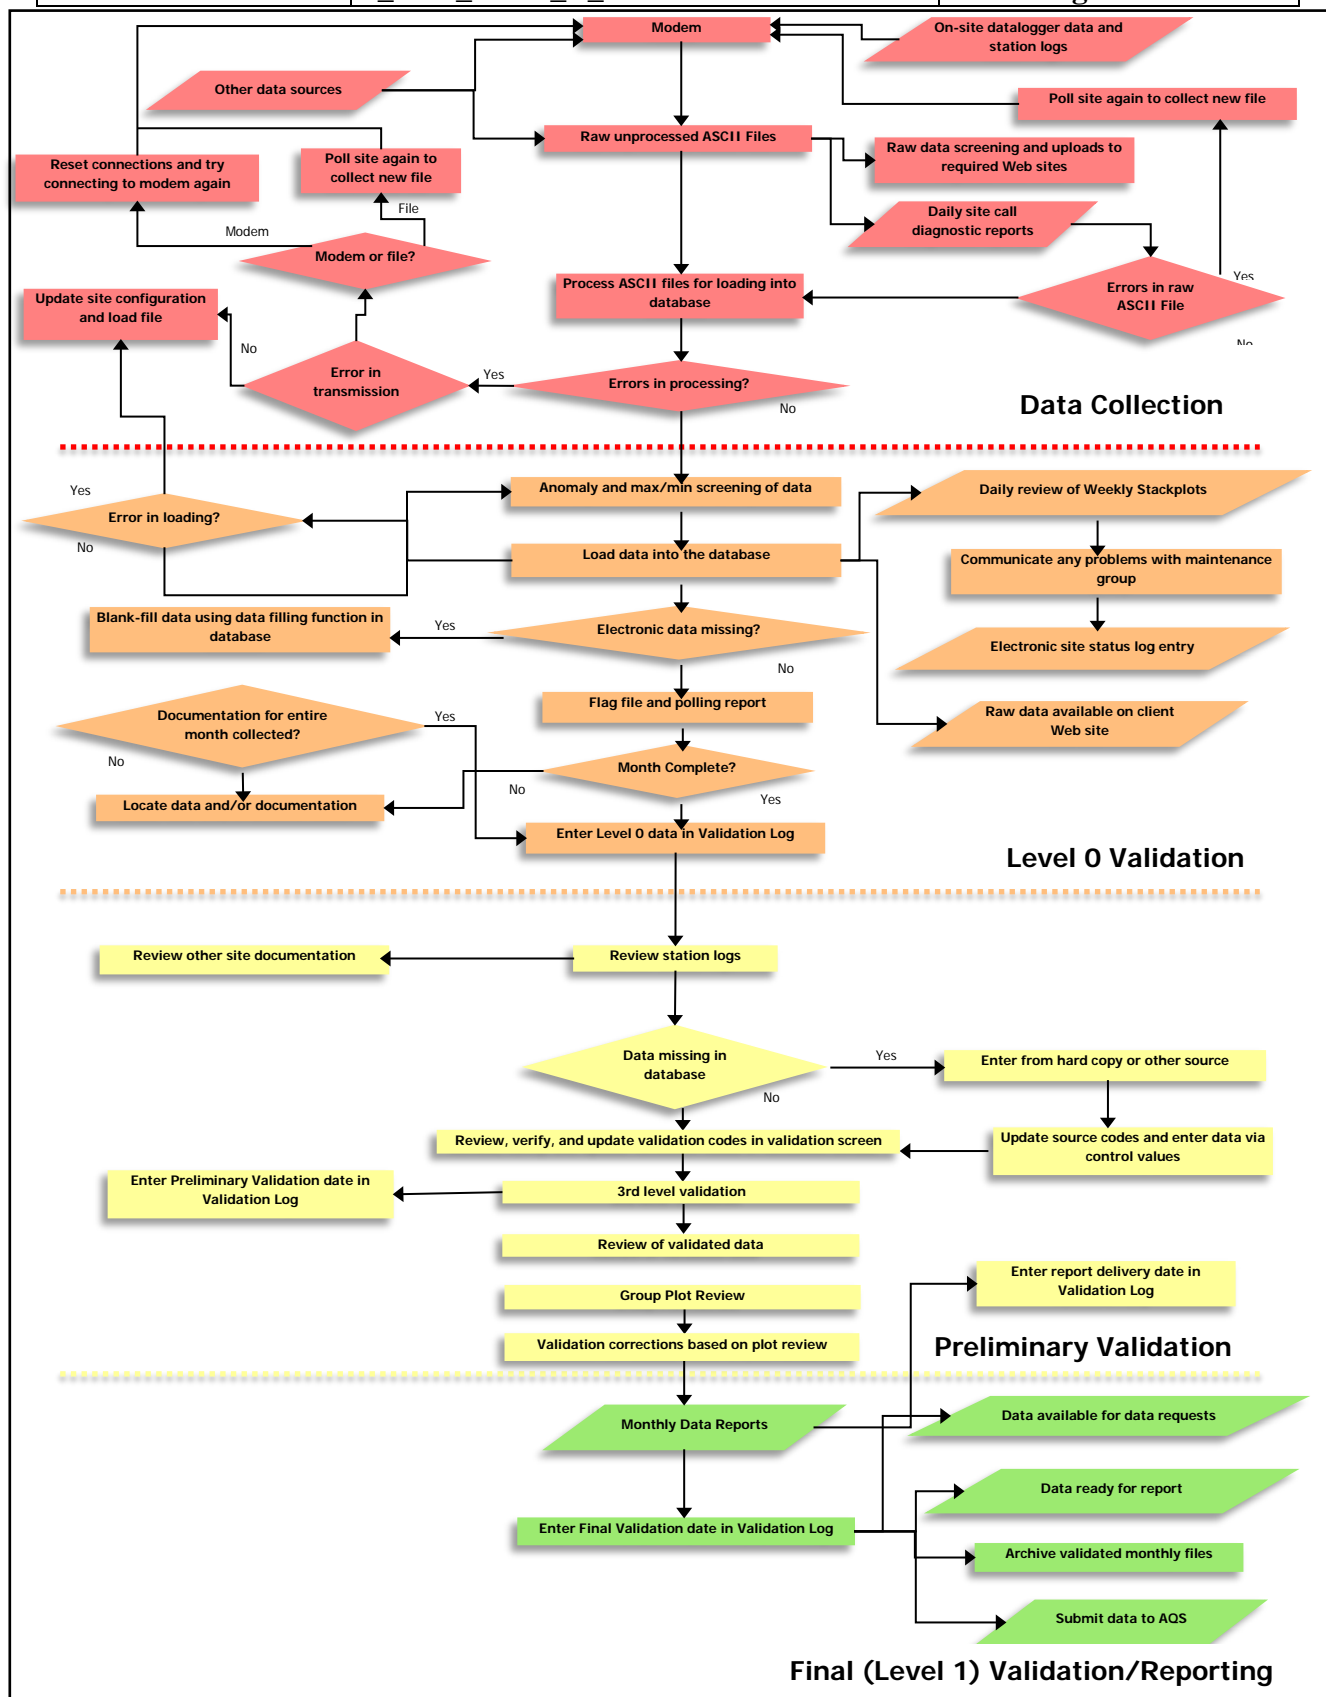 Modem
On-site datalogger data and
station logs
Other data sources
Poll site again to collect new file
Raw unprocessed ASCII Files
Raw data screening and uploads to
required Web sites
Reset connections and try
connecting to modem again
Poll site again to
collect new file
File
Daily site call
diagnostic reports
Modem
Modem or file?
Yes
Process ASCII files for loading into
database
Errors in raw
ASCII File
Update site configuration
and load file
No
No
Error in
transmission
Yes
Errors in processing?
No
Data Collection
Yes
Anomaly and max/min screening of data
Daily review of Weekly Stackplots
Error in loading?
No
Load data into the database
Communicate any problems with maintenance
group
Blank-fill data using data filling function in
database
Yes
Electronic data missing?
No
Electronic site status log entry
Flag file and polling report
Documentation for entire
month collected?
Yes
Raw data available on client
Web site
No
Month Complete?
No
Yes
Locate data and/or documentation
Enter Level 0 data in Validation Log
Level 0 Validation
Review other site documentation
Review station logs
Data missing in
database
Yes
Enter from hard copy or other source
No
Review, verify, and update validation codes in validation screen
Update source codes and enter data via
control values
Enter Preliminary Validation date in
Validation Log
3rd level validation
Review of validated data
Enter report delivery date in
Validation Log
Group Plot Review
Validation corrections based on plot review
Preliminary Validation
Monthly Data Reports
Data available for data requests
Data ready for report
Enter Final Validation date in Validation Log
Archive validated monthly files
Submit data to AQS
Final (Level 1) Validation/Reporting